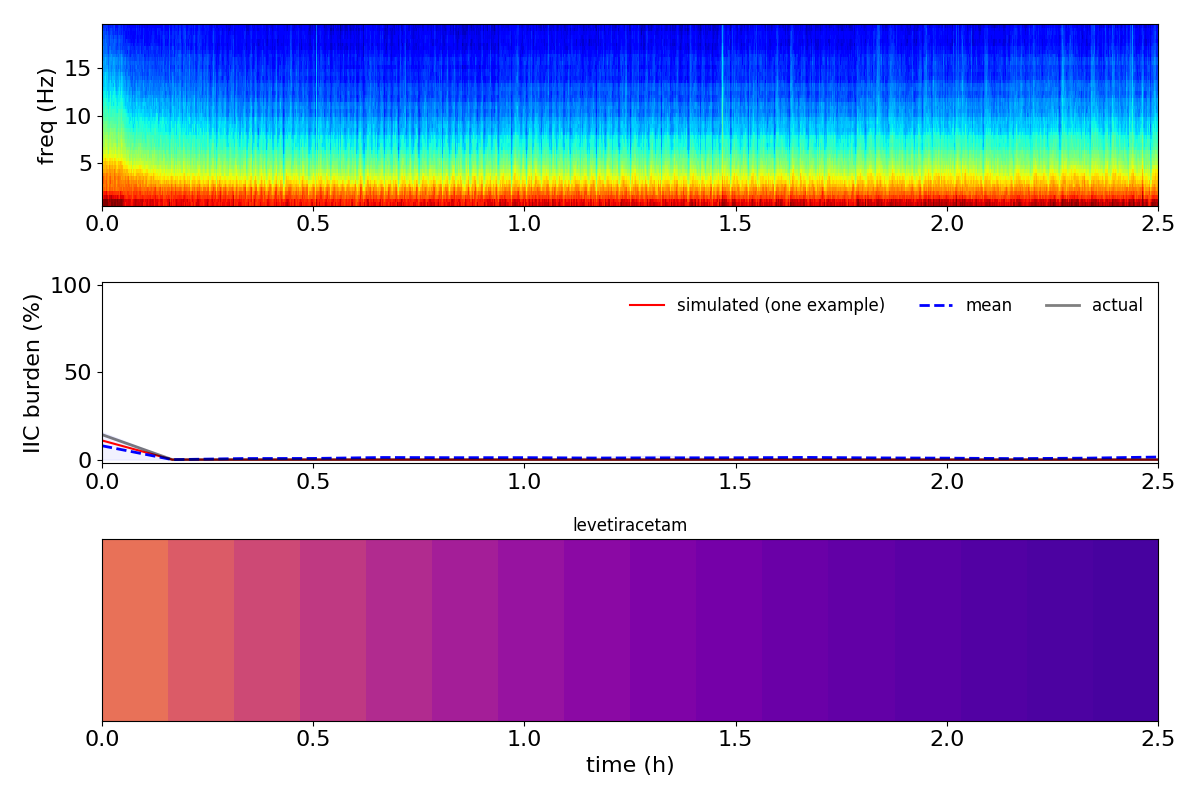 15
10
5
freq (Hz)
0.0 0.5 1.0 1.5 2.0 2.5
100
50
0
IIC burden (%)
simulated (one example) mean actual
0.0 0.5 1.0 1.5 2.0 2.5
levetiracetam
0.0 0.5 1.0 1.5 2.0 2.5
time (h)